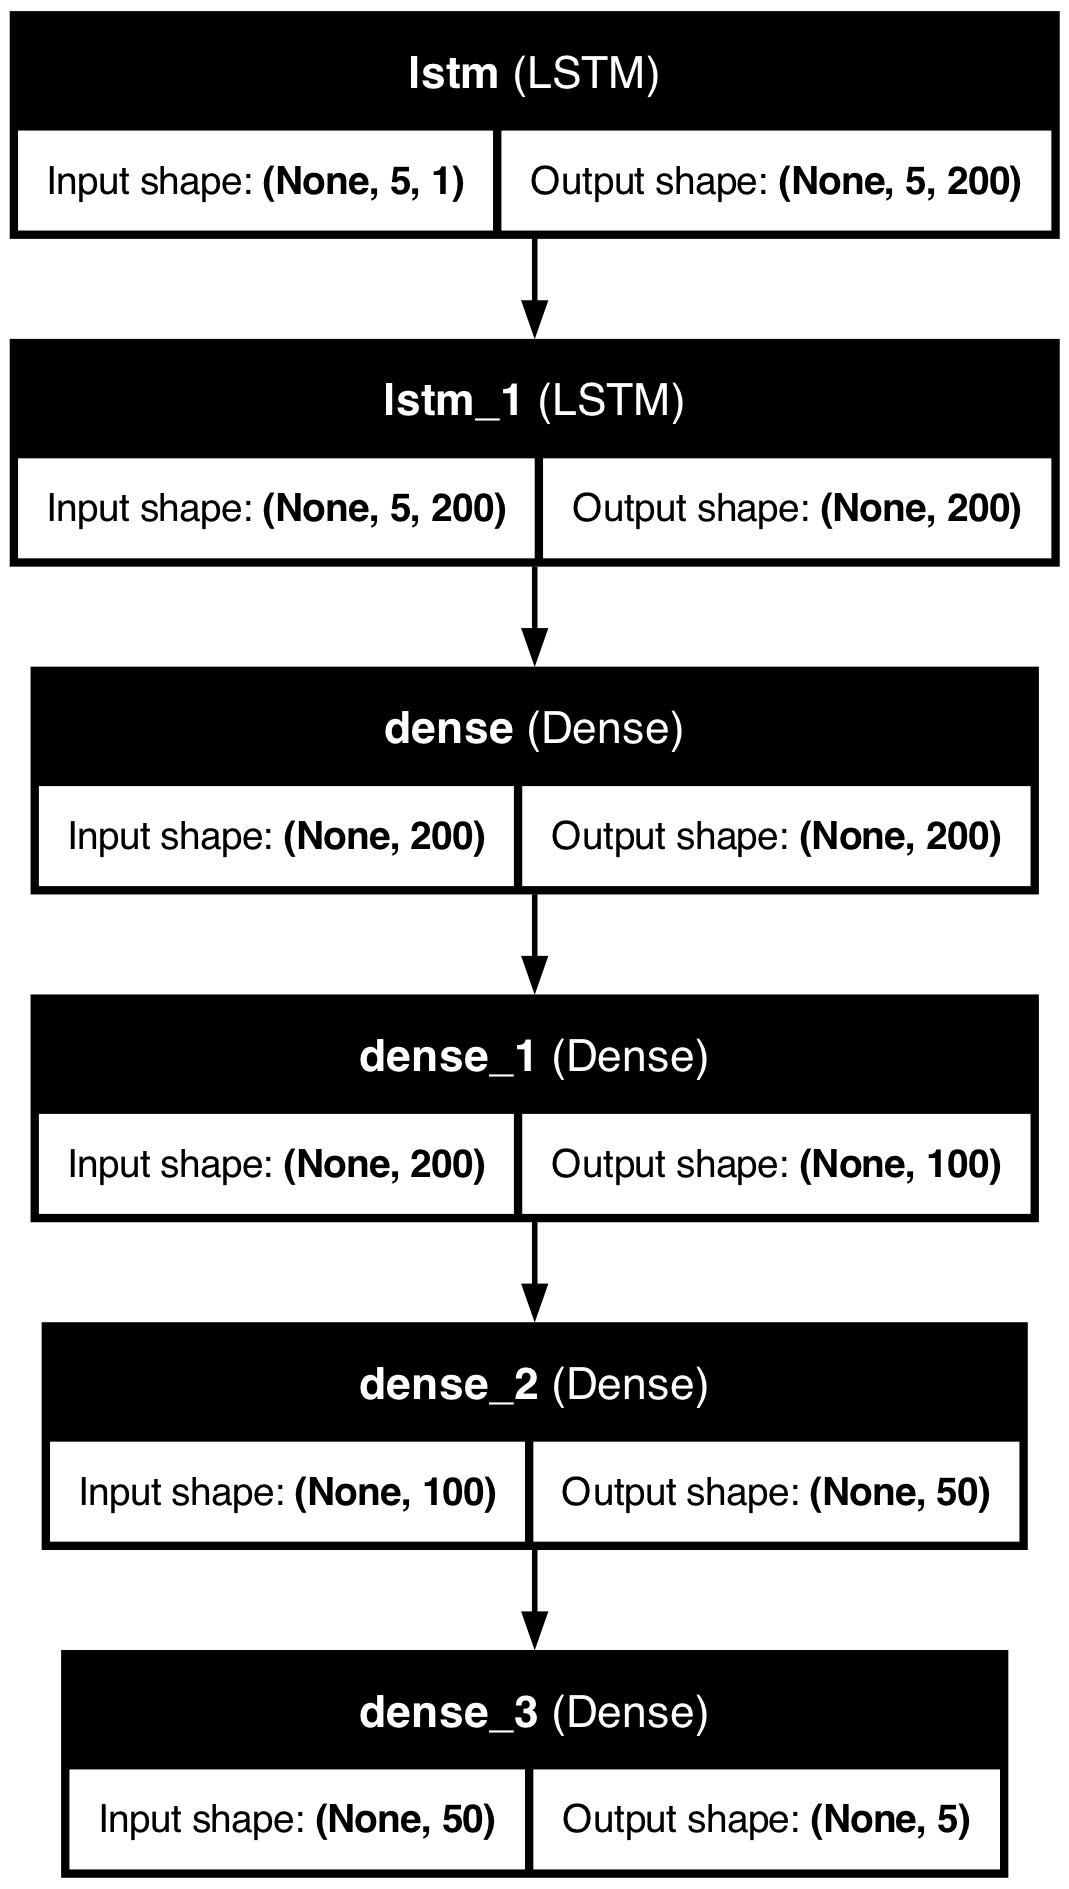 lstm (LSTM)
Input shape: (None, 5, 1) Output shape: (None, 5, 200)
lstm_1 (LSTM)
Input shape: (None, 5, 200) Output shape: (None, 200)
dense (Dense)
Input shape: (None, 200) Output shape: (None, 200)
dense_1 (Dense)
Input shape: (None, 200) Output shape: (None, 100)
dense_2 (Dense)
Input shape: (None, 100) Output shape: (None, 50)
dense_3 (Dense)
Input shape: (None, 50) Output shape: (None, 5)